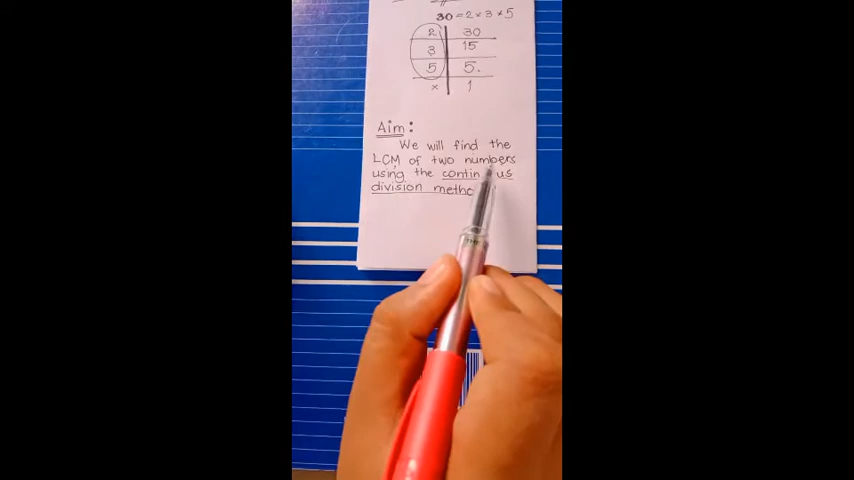 30 = 2 x 3 x 5
2 30
3 15
5 5.
x 1
Aim:
We will find the
LCM of two numbers
using the
division